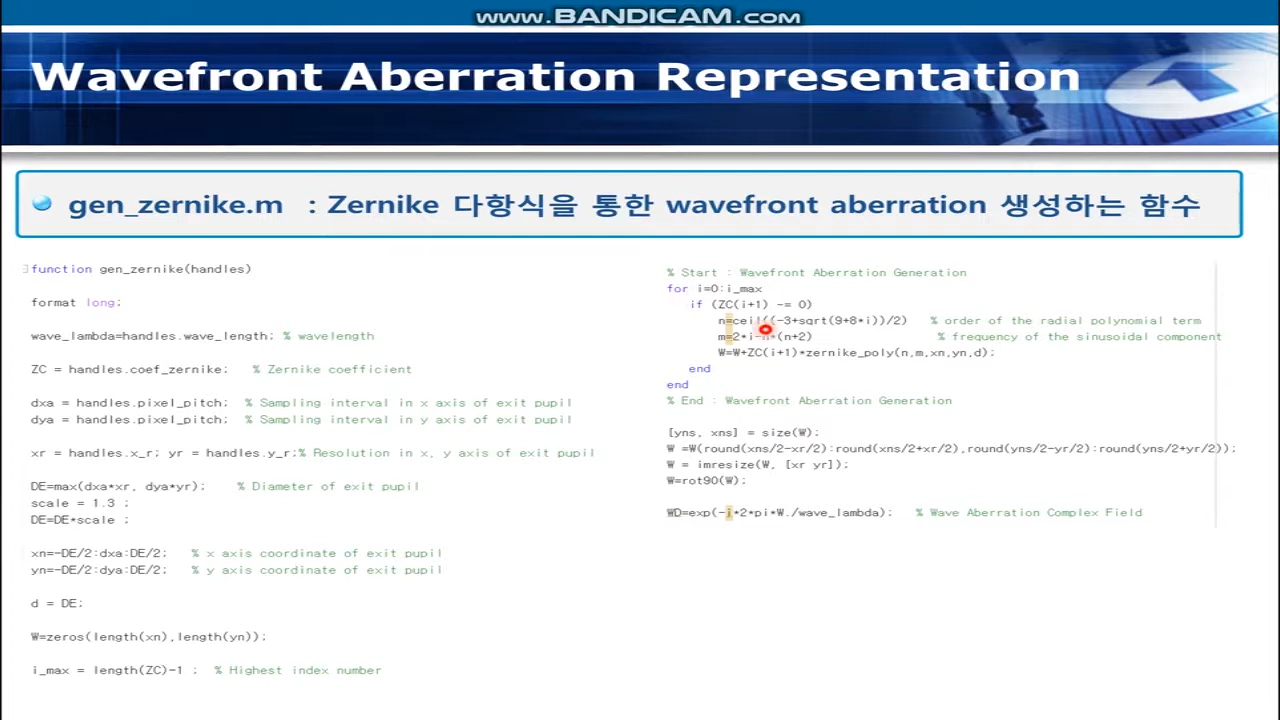 www.BANDICAM.com
Wavefront Aberration Representation
gen_zernike.m : Zernike 다항식을 통한 wavefront aberration 생성하는 함수
function gen_zernike(handles)
format long;
wave_lambda=handles.wave_length; % wavelength
ZC = handles.coef_zernike; % Zernike coefficient
dxa = handles.pixel_pitch; % Sampling interval in x axis of exit pupil
dya = handles.pixel_pitch; % Sampling interval in y axis of exit pupil
xr = handles.x_r; yr = handles.y_r;% Resolution in x, y axis of exit pupil
DE=max(dxa*xr, dya*yr); % Diameter of exit pupil
scale = 1.3 ;
DE=DE*scale ;
xn=-DE/2:dxa:DE/2; % x axis coordinate of exit pupil
yn=-DE/2:dya:DE/2; % y axis coordinate of exit pupil
d = DE;
W=zeros(length(xn),length(yn));
i_max = length(ZC)-1 ; % Highest index number
% Start : Wavefront Aberration Generation
for i=0:i_max
if (ZC(i+1) ~= 0)
n=ceil((-3+sqrt(9+8*i))/2) % order of the radial polynomial term
m=2*i-n*(n+2) % frequency of the sinusoidal component
W=W+ZC(i+1)*zernike_poly(n,m,xn,yn,d);
end
end
% End : Wavefront Aberration Generation
[yns, xns] = size(W);
W =W(round(xns/2-xr/2):round(xns/2+xr/2),round(yns/2-yr/2):round(yns/2+yr/2));
W = imresize(W, [xr yr]);
W=rot90(W);
WD=exp(-i*2*pi*W./wave_lambda); % Wave Aberration Complex Field